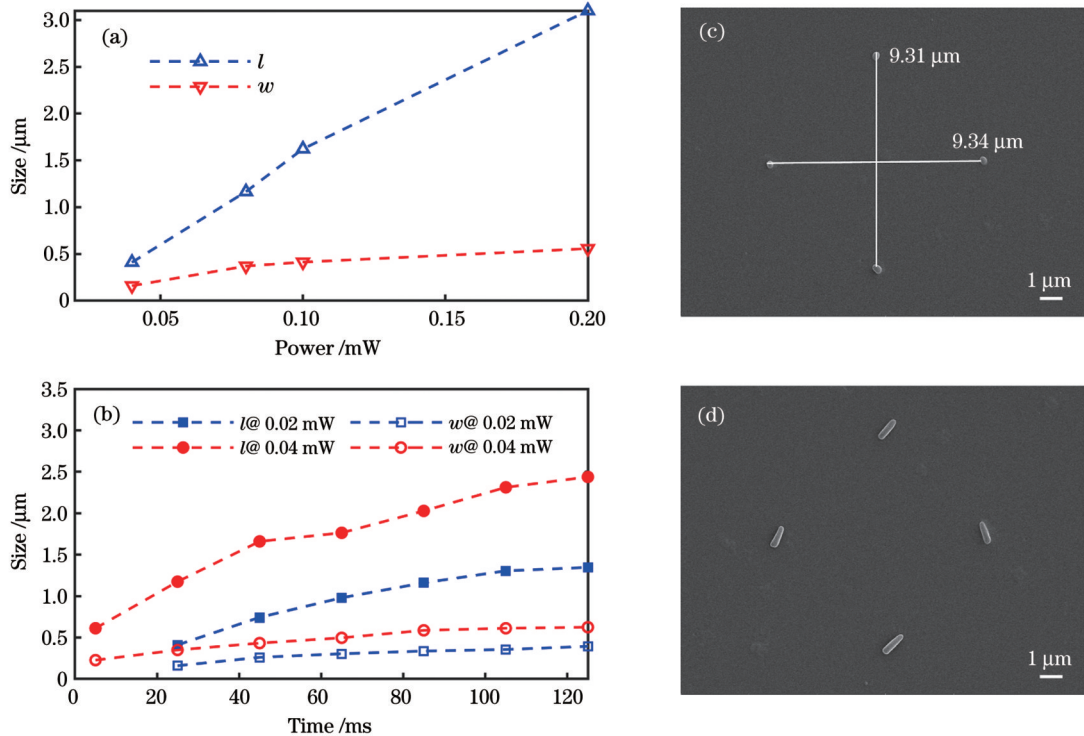 (a)
l
w
3.0
2.5
2.0
1.5
1.0
0.5
0
Size /μm
0.05 0.10 0.15 0.20
Power /mW
(c)
9.31 μm
9.34 μm
1 μm
(b)
l@ 0.02 mW w@ 0.02 mW
l@ 0.04 mW w@ 0.04 mW
3.5
3.0
2.5
2.0
1.5
1.0
0.5
0
Size /μm
0 20 40 60 80 100 120
Time /ms
(d)
1 μm